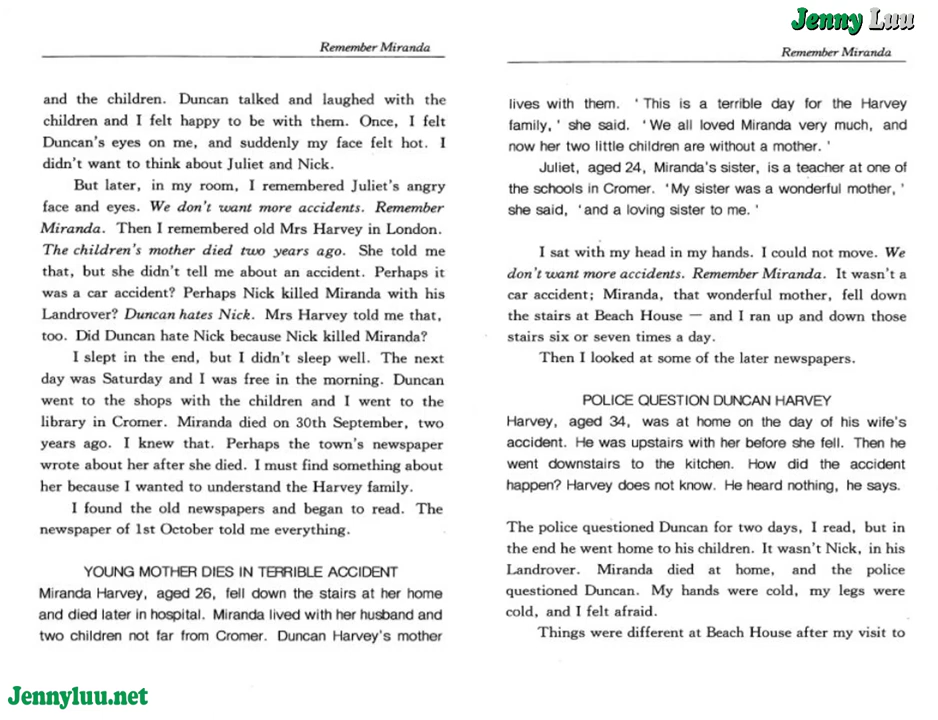 Jenny Luu
Remember Miranda
and the children. Duncan talked and laughed with the
children and I felt happy to be with them. Once, I felt
Duncan's eyes on me, and suddenly my face felt hot. I
didn't want to think about Juliet and Nick.
But later, in my room, I remembered Juliet's angry
face and eyes. We don't want more accidents. Remember
Miranda. Then I remembered old Mrs Harvey in London.
The children's mother died two years ago. She told me
that, but she didn't tell me about an accident. Perhaps it
was a car accident? Perhaps Nick killed Miranda with his
Landrover? Duncan hates Nick. Mrs Harvey told me that,
too. Did Duncan hate Nick because Nick killed Miranda?
I slept in the end, but I didn't sleep well. The next
day was Saturday and I was free in the morning. Duncan
went to the shops with the children and I went to the
library in Cromer. Miranda died on 30th September, two
years ago. I knew that. Perhaps the town's newspaper
wrote about her after she died. I must find something about
her because I wanted to understand the Harvey family.
I found the old newspapers and began to read. The
newspaper of 1st October told me everything.
YOUNG MOTHER DIES IN TERRIBLE ACCIDENT
Miranda Harvey, aged 26, fell down the stairs at her home
and died later in hospital. Miranda lived with her husband and
two children not far from Cromer. Duncan Harvey's mother
Remember Miranda
lives with them. 'This is a terrible day for the Harvey
family,' she said. 'We all loved Miranda very much, and
now her two little children are without a mother.'
Juliet, aged 24, Miranda's sister, is a teacher at one of
the schools in Cromer. 'My sister was a wonderful mother,'
she said, 'and a loving sister to me.'
I sat with my head in my hands. I could not move. We
don't want more accidents. Remember Miranda. It wasn't a
car accident; Miranda, that wonderful mother, fell down
the stairs at Beach House — and I ran up and down those
stairs six or seven times a day.
Then I looked at some of the later newspapers.
POLICE QUESTION DUNCAN HARVEY
Harvey, aged 34, was at home on the day of his wife's
accident. He was upstairs with her before she fell. Then he
went downstairs to the kitchen. How did the accident
happen? Harvey does not know. He heard nothing, he says.
The police questioned Duncan for two days, I read, but in
the end he went home to his children. It wasn't Nick, in his
Landrover. Miranda died at home, and the police
questioned Duncan. My hands were cold, my legs were
cold, and I felt afraid.
Things were different at Beach House after my visit to
Jennyluu.net